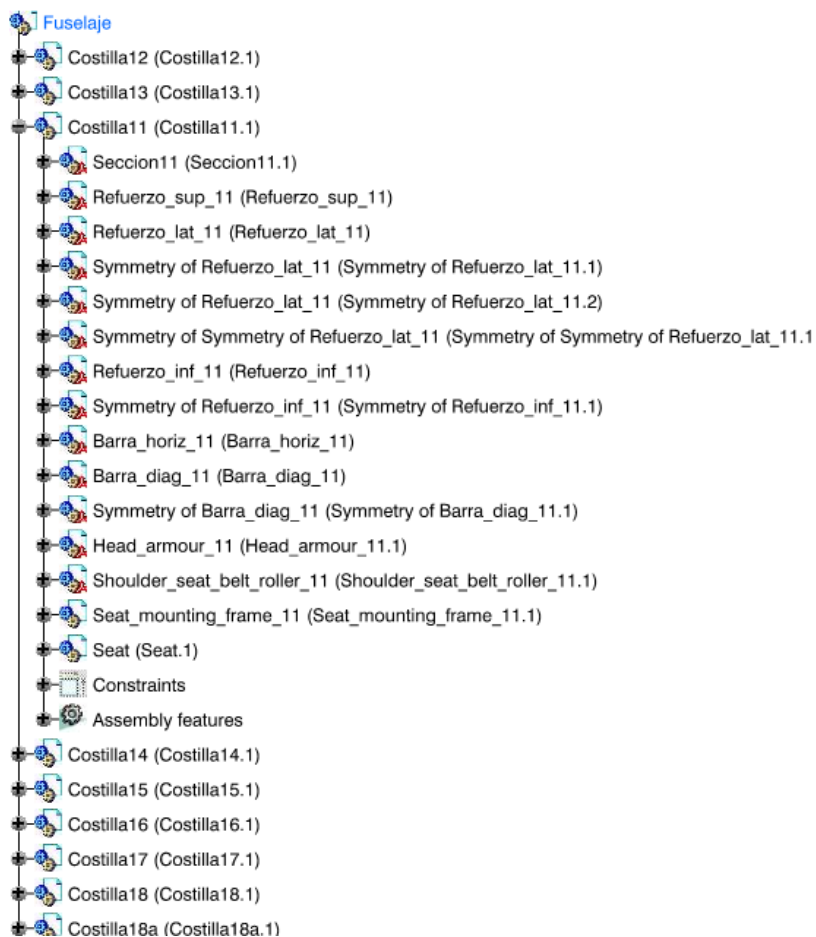 Fuselaje
Costilla12 (Costilla12.1)
Costilla13 (Costilla13.1)
Costilla11 (Costilla11.1)
Seccion11 (Seccion11.1)
Refuerzo_sup_11 (Refuerzo_sup_11)
Refuerzo_lat_11 (Refuerzo_lat_11)
Symmetry of Refuerzo_lat_11 (Symmetry of Refuerzo_lat_11.1)
Symmetry of Refuerzo_lat_11 (Symmetry of Refuerzo_lat_11.2)
Symmetry of Symmetry of Refuerzo_lat_11 (Symmetry of Symmetry of Refuerzo_lat_11.1
Refuerzo_inf_11 (Refuerzo_inf_11)
Symmetry of Refuerzo_inf_11 (Symmetry of Refuerzo_inf_11.1)
Barra_horiz_11 (Barra_horiz_11)
Barra_diag_11 (Barra_diag_11)
Symmetry of Barra_diag_11 (Symmetry of Barra_diag_11.1)
Head_armour_11 (Head_armour_11.1)
Shoulder_seat_belt_roller_11 (Shoulder_seat_belt_roller_11.1)
Seat_mounting_frame_11 (Seat_mounting_frame_11.1)
Seat (Seat.1)
Constraints
Assembly features
Costilla14 (Costilla14.1)
Costilla15 (Costilla15.1)
Costilla16 (Costilla16.1)
Costilla17 (Costilla17.1)
Costilla18 (Costilla18.1)
Costilla18a (Costilla18a.1)